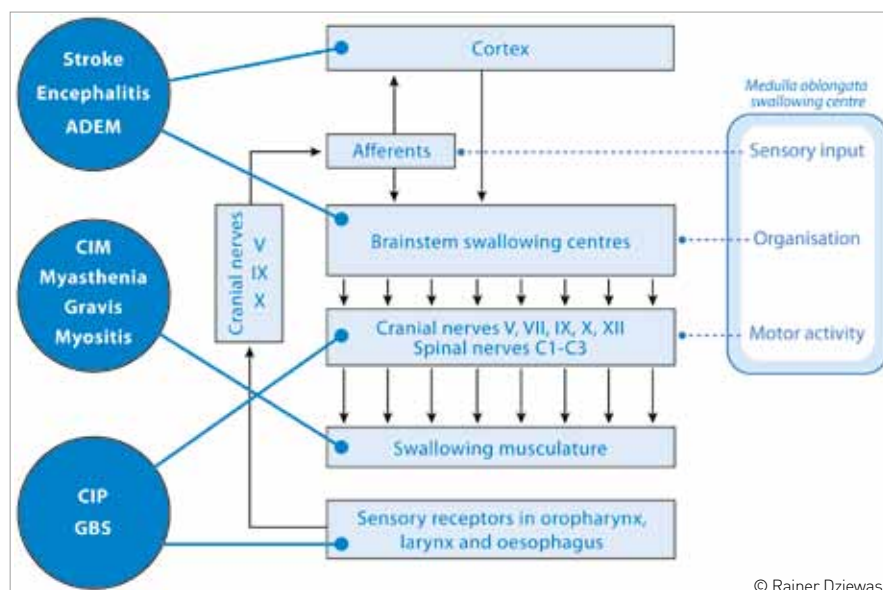 Stroke
Encephalitis
ADEM
Cortex
Medulla oblongata
swallowing centre
Afferents
Sensory input
Cranial nerves
V
IX
X
Brainstem swallowing centres
Organisation
CIM
Myasthenia
Gravis
Myositis
Cranial nerves V, VII, IX, X, XII
Spinal nerves C1-C3
Motor activity
Swallowing musculature
CIP
GBS
Sensory receptors in oropharynx,
larynx and oesophagus
© Rainer Dziewas